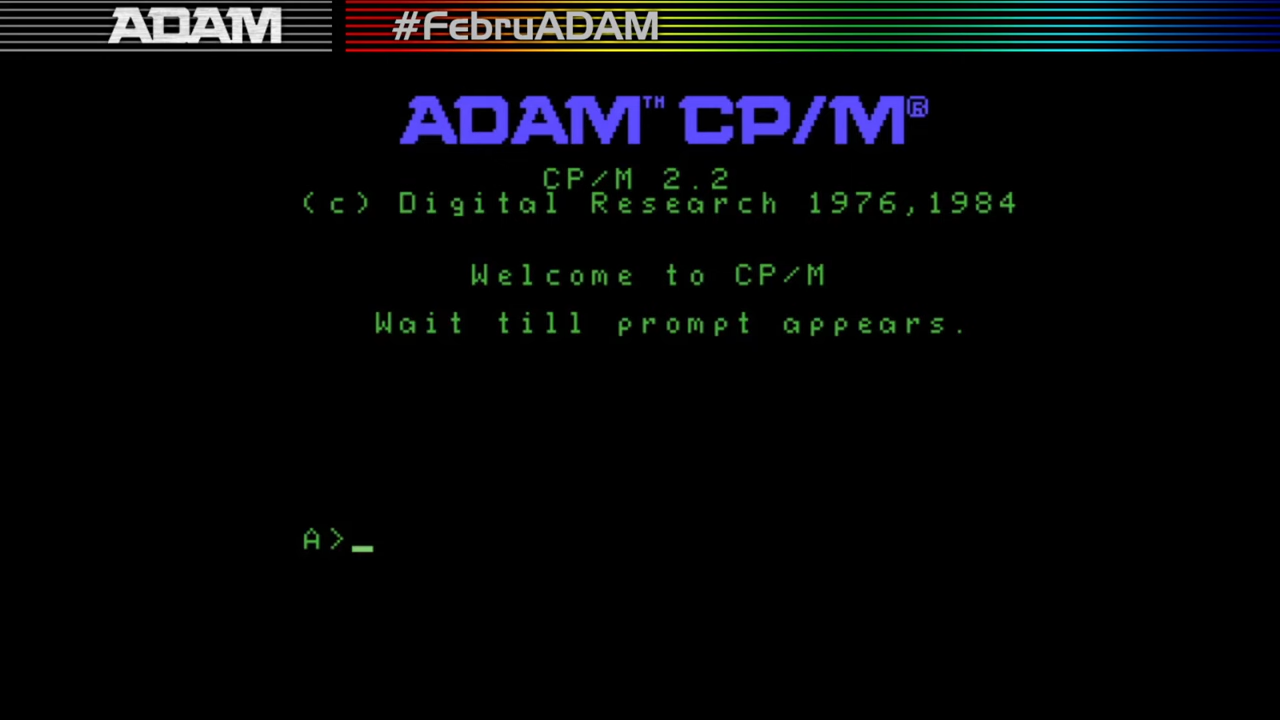 ADAM #FebruADAM
ADAM™ CP/M®
CP/M 2.2
(c) Digital Research 1976,1984
Welcome to CP/M
Wait till prompt appears.
A>_